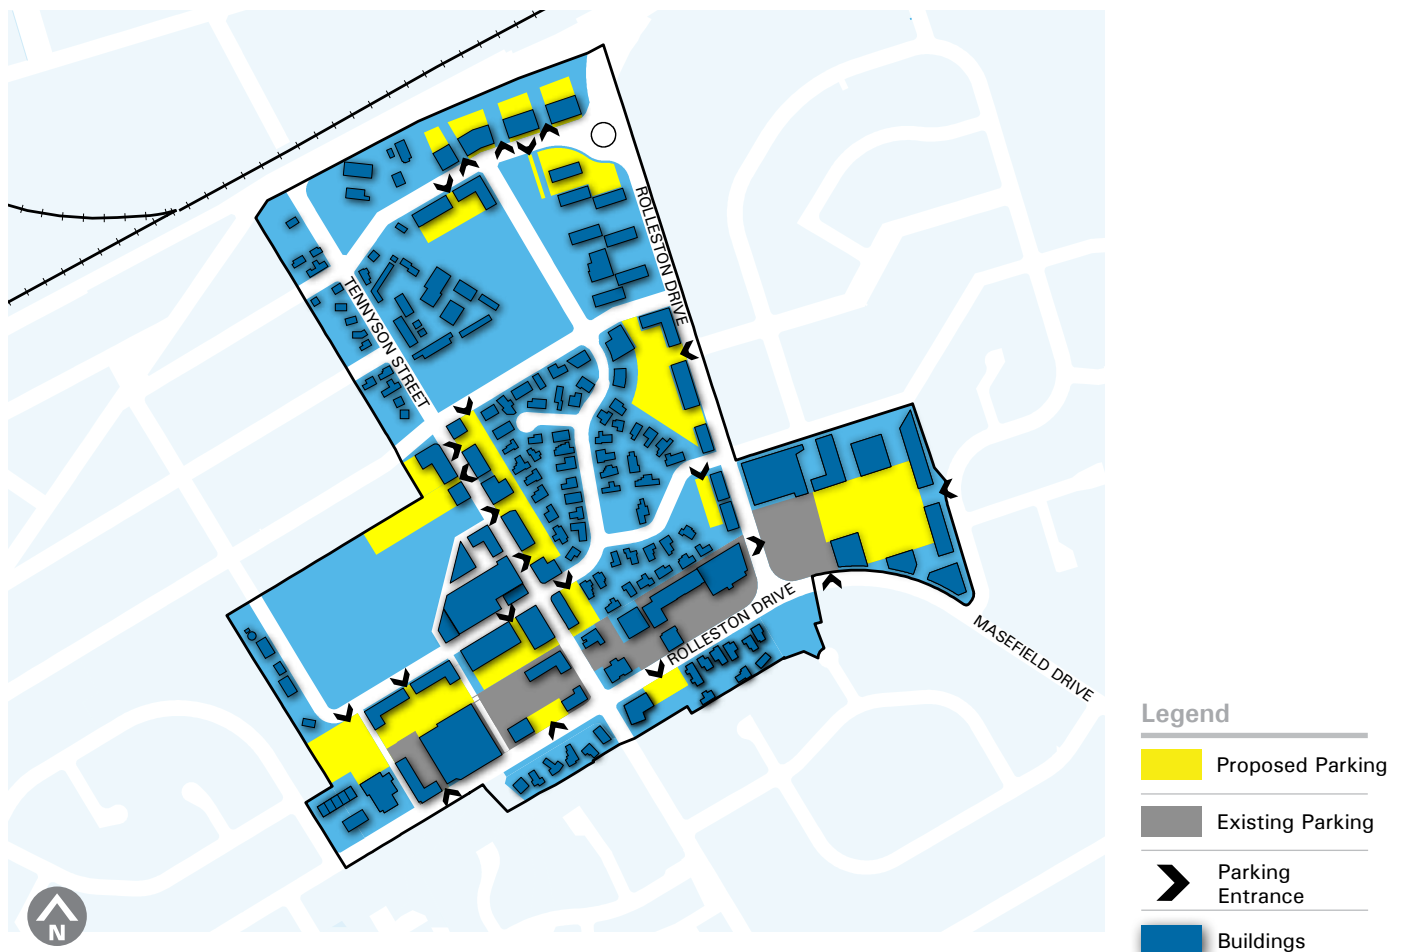 ROLLESTON DRIVE
TENNYSON STREET
ROLLESTON DRIVE
MASEFIELD DRIVE
Legend
Proposed Parking
Existing Parking
Parking
Entrance
Buildings
N